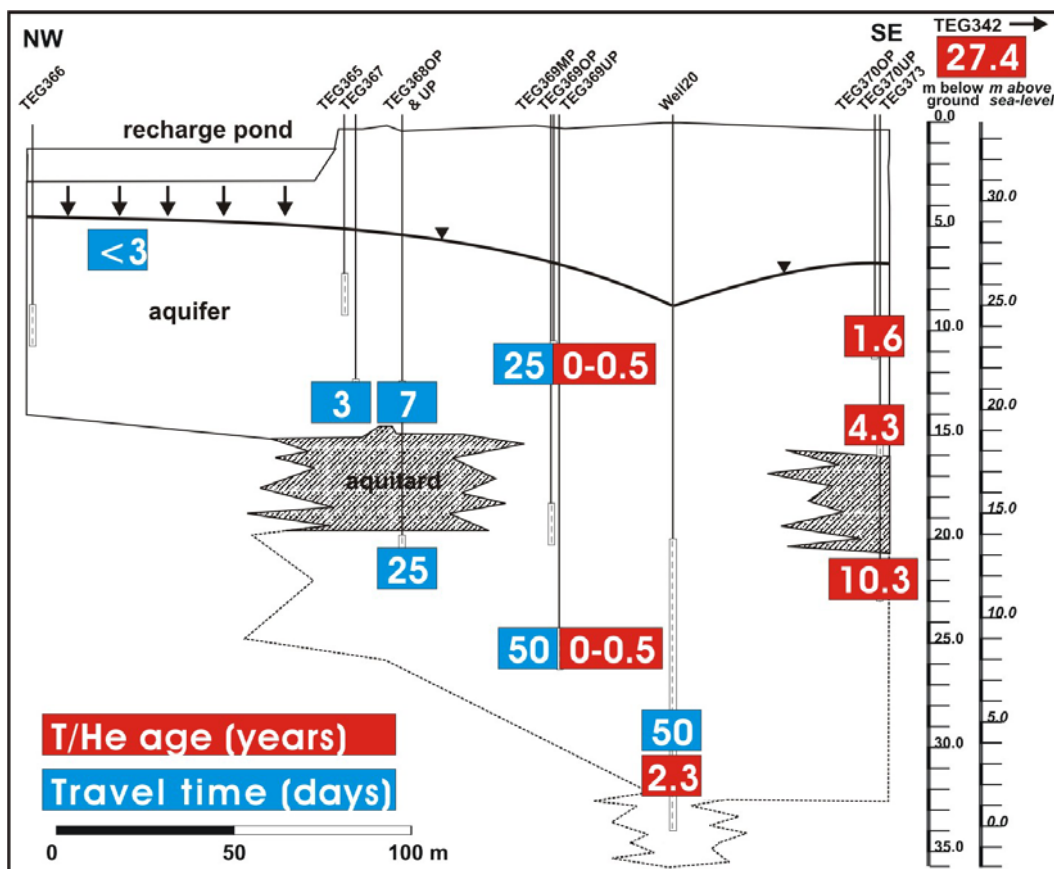 NW
SE
TEG342
27.4
TEG366
TEG365
TEG367
TEG368OP
& UP
TEG369MP
TEG369OP
TEG369UP
Well20
TEG370OP
TEG370UP
TEG373
m below
ground
m above
sea-level
recharge pond
0.0
5.0
10.0
15.0
20.0
25.0
30.0
35.0
30.0
25.0
20.0
15.0
10.0
5.0
0.0
<3
aquifer
1.6
25
0-0.5
3
7
4.3
aquitard
25
10.3
50
0-0.5
50
2.3
T/He age (years)
Travel time (days)
0
50
100 m